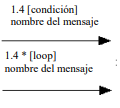 1.4 [condición]
nombre del mensaje
1.4 * [loop]
nombre del mensaje